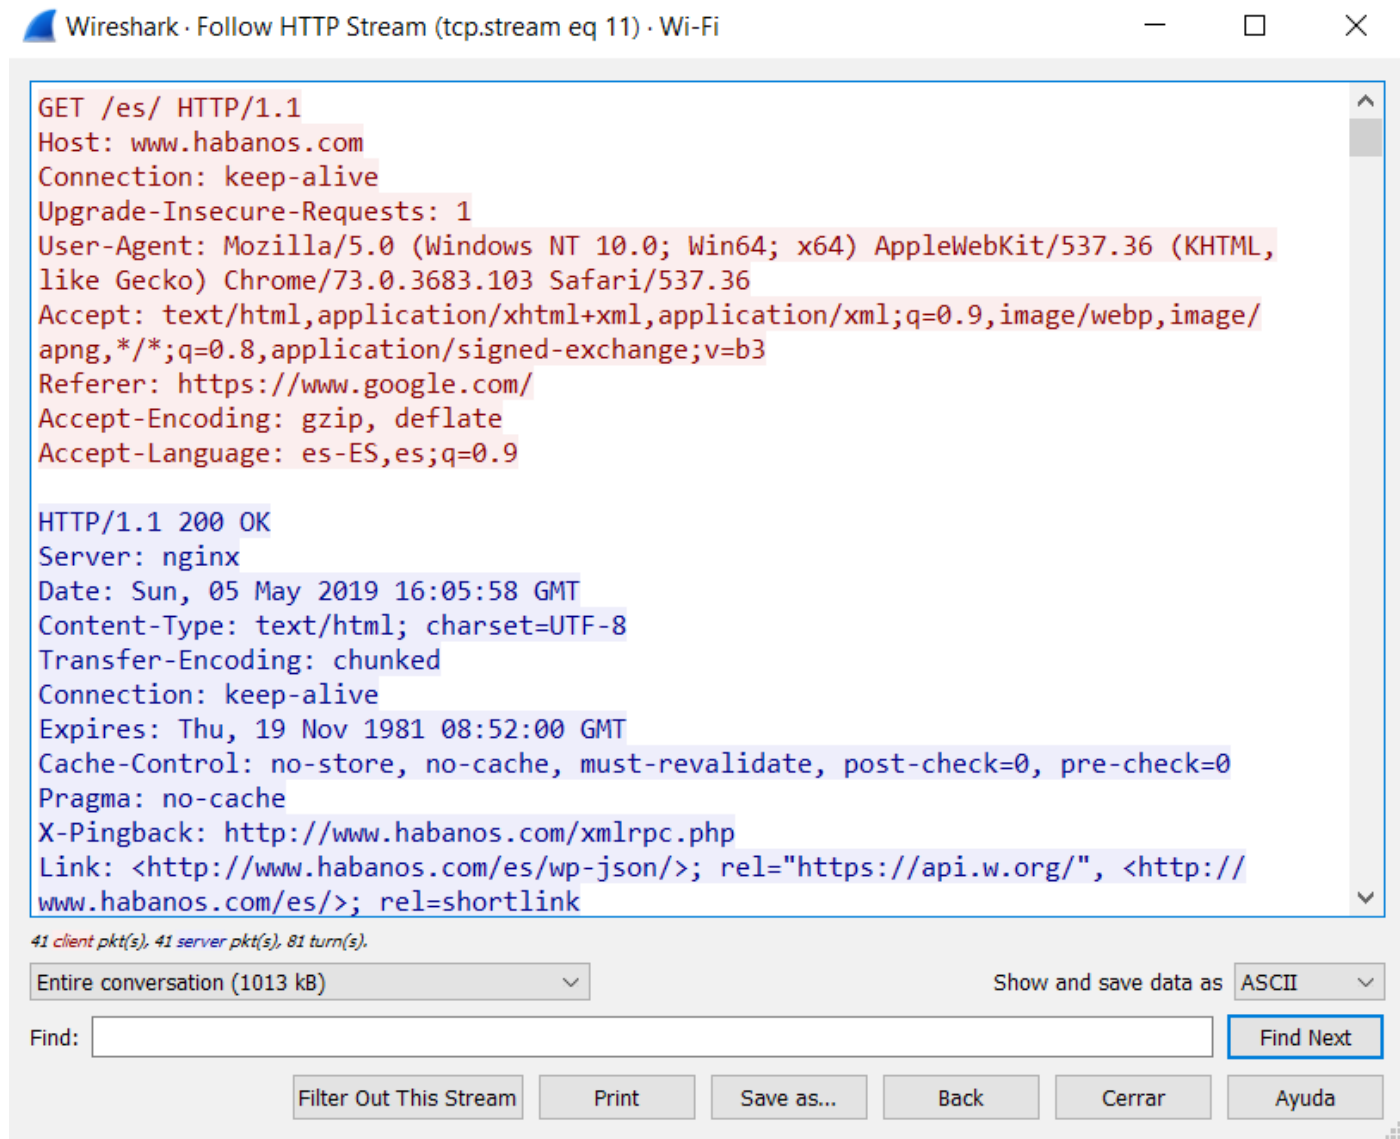 Wireshark · Follow HTTP Stream (tcp.stream eq 11) · Wi-Fi
GET /es/ HTTP/1.1
Host: www.habanos.com
Connection: keep-alive
Upgrade-Insecure-Requests: 1
User-Agent: Mozilla/5.0 (Windows NT 10.0; Win64; x64) AppleWebKit/537.36 (KHTML,
like Gecko) Chrome/73.0.3683.103 Safari/537.36
Accept: text/html,application/xhtml+xml,application/xml;q=0.9,image/webp,image/
apng,*/*;q=0.8,application/signed-exchange;v=b3
Referer: https://www.google.com/
Accept-Encoding: gzip, deflate
Accept-Language: es-ES,es;q=0.9
HTTP/1.1 200 OK
Server: nginx
Date: Sun, 05 May 2019 16:05:58 GMT
Content-Type: text/html; charset=UTF-8
Transfer-Encoding: chunked
Connection: keep-alive
Expires: Thu, 19 Nov 1981 08:52:00 GMT
Cache-Control: no-store, no-cache, must-revalidate, post-check=0, pre-check=0
Pragma: no-cache
X-Pingback: http://www.habanos.com/xmlrpc.php
Link: <http://www.habanos.com/es/wp-json/>; rel="https://api.w.org/", <http://
www.habanos.com/es/>; rel=shortlink
41 client pkt(s), 41 server pkt(s), 81 turn(s).
Entire conversation (1013 kB) Show and save data as ASCII
Find: Find Next
Filter Out This Stream Print Save as... Back Cerrar Ayuda